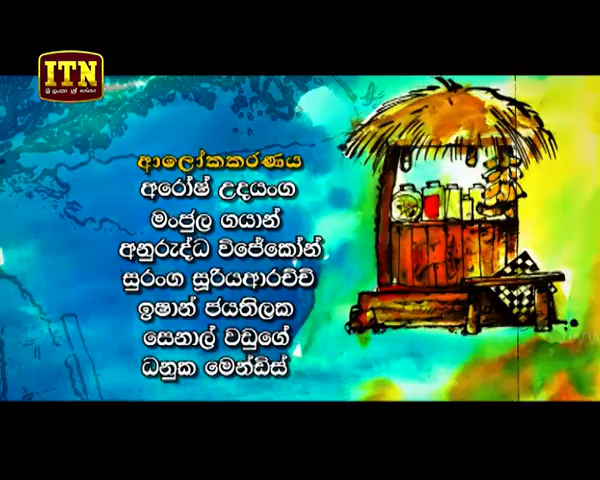 ITN
ආලෝකකරණය
අරෝෂ් උදයංග
මංජුල ගයාන්
අනුරුද්ධ විජේකෝන්
සුරංග සූරියආරච්චි
ඉෂාන් ජයතිලක
සෙනාල් වඩුගේ
ධනුක මෙන්ඩිස්